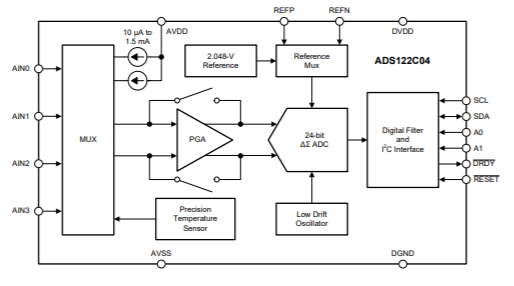 REFP
REFN
10 µA to
1.5 mA
AVDD
DVDD
2.048-V
Reference
Reference
Mux
ADS122C04
AIN0
AIN1
AIN2
AIN3
MUX
PGA
24-bit
ΔΣ ADC
Digital Filter
and
I²C Interface
SCL
SDA
A0
A1
DRDY
RESET
Precision
Temperature
Sensor
Low Drift
Oscillator
AVSS
DGND